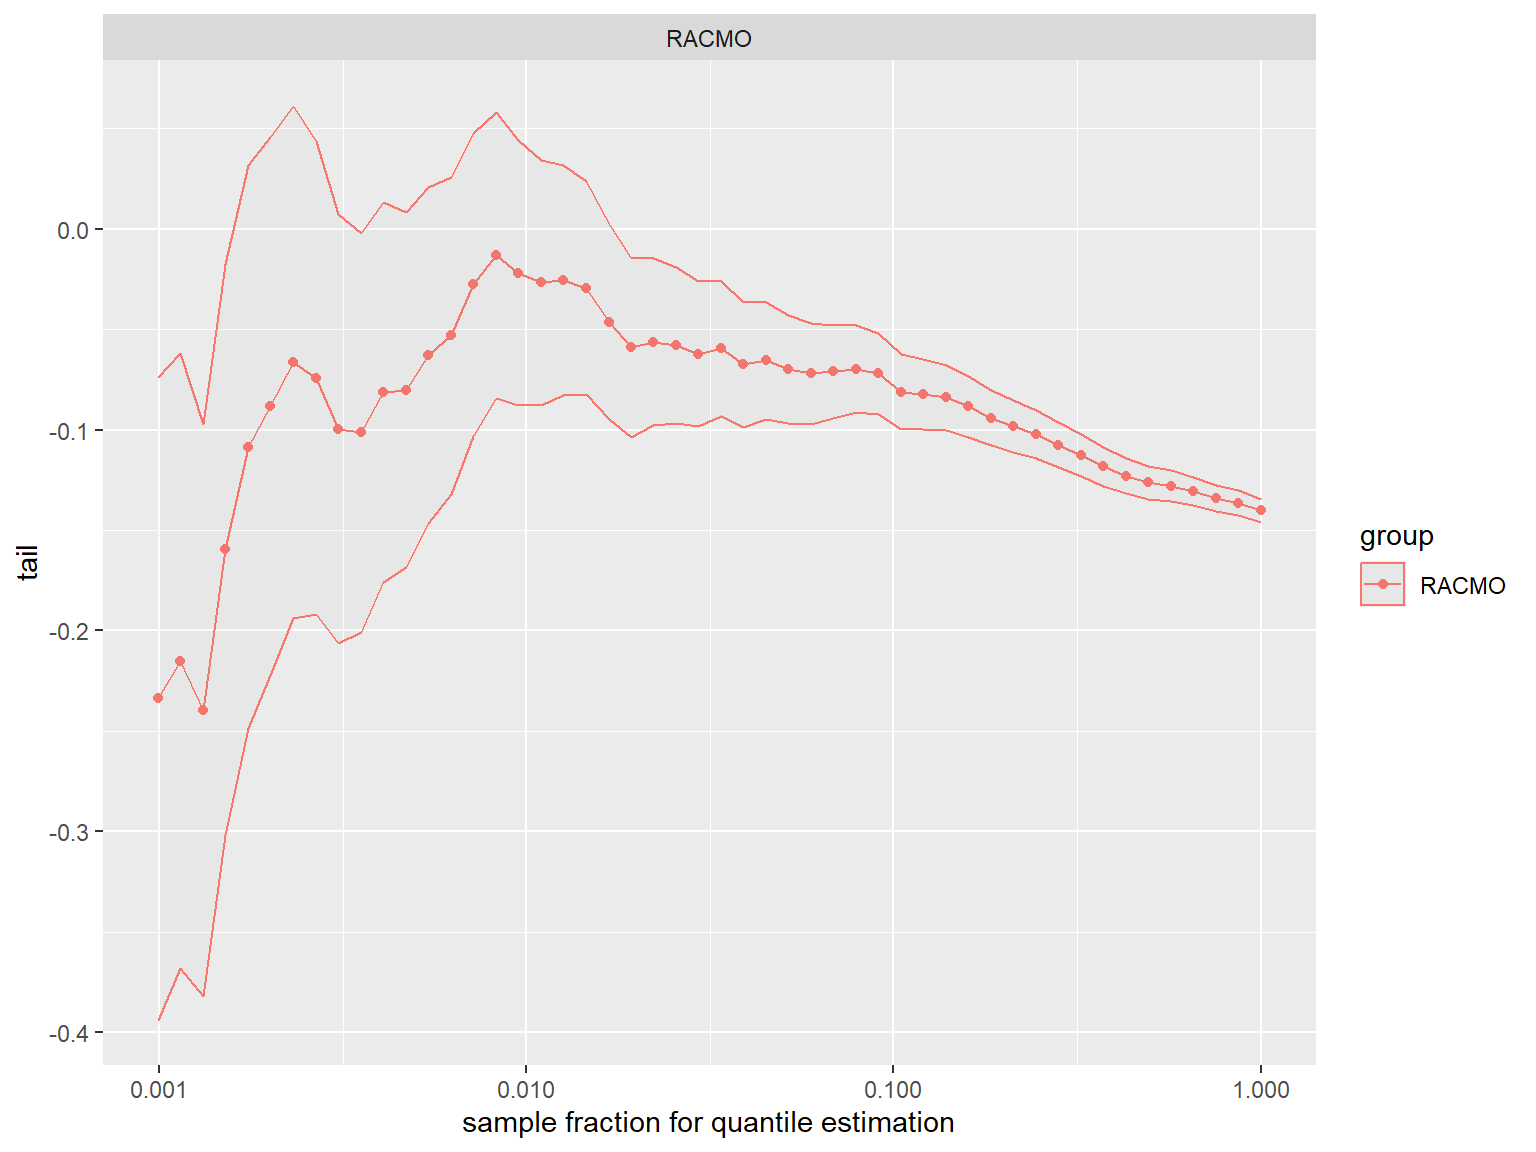 RACMO
0.0
-0.1
-0.2
-0.3
-0.4
tail
0.001 0.010 0.100 1.000
sample fraction for quantile estimation
group
RACMO